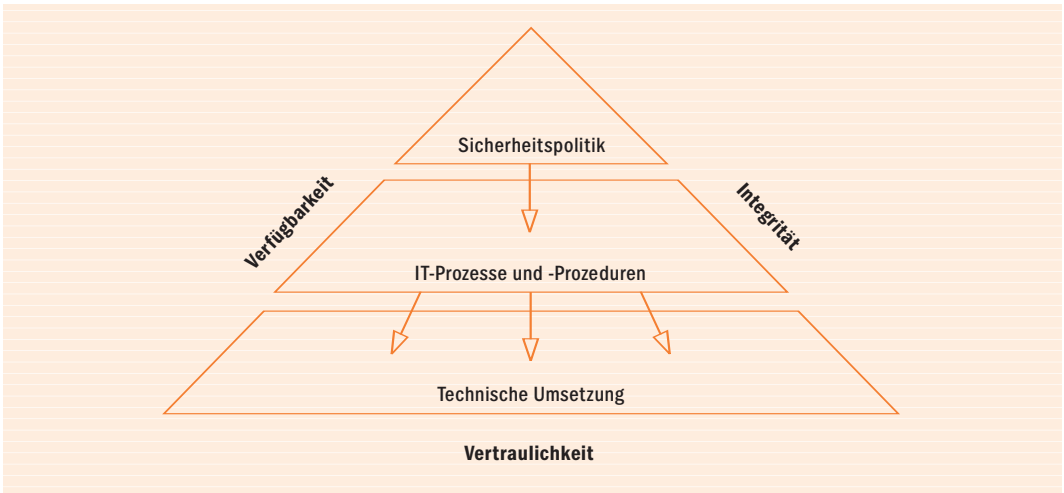 Sicherheitspolitik
Verfügbarkeit
Integrität
IT-Prozesse und -Prozeduren
Technische Umsetzung
Vertraulichkeit